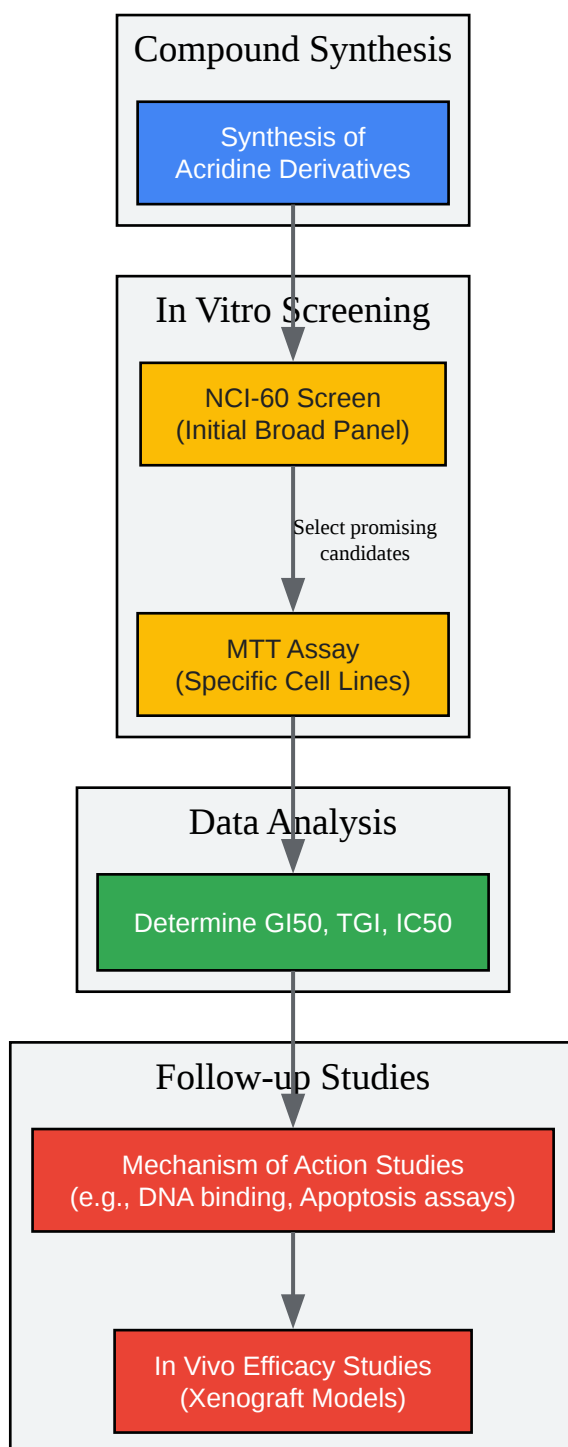 Compound Synthesis
Synthesis of
Acridine Derivatives
In Vitro Screening
NCI-60 Screen
(Initial Broad Panel)
Select promising
candidates
MTT Assay
(Specific Cell Lines)
Data Analysis
Determine GI50, TGI, IC50
Follow-up Studies
Mechanism of Action Studies
(e.g., DNA binding, Apoptosis assays)
In Vivo Efficacy Studies
(Xenograft Models)